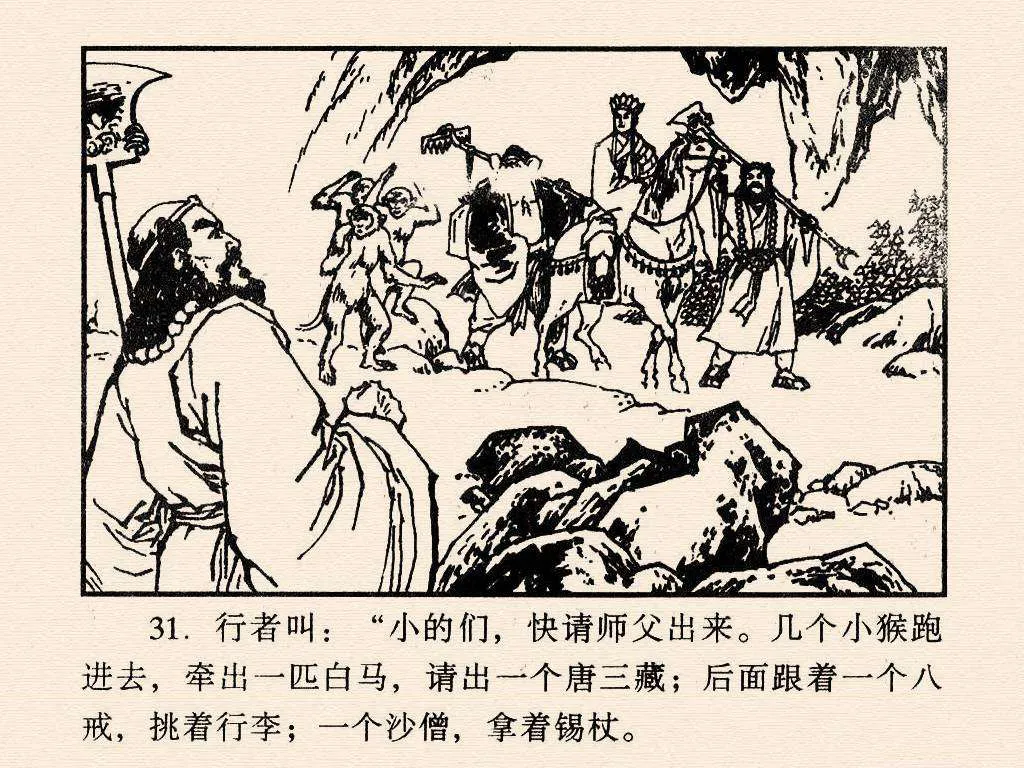 31. 行者叫：“小的们，快请师父出来。几个小猴跑
进去，牵出一匹白马，请出一个唐三藏；后面跟着一个八
戒，挑着行李；一个沙僧，拿着锡杖。